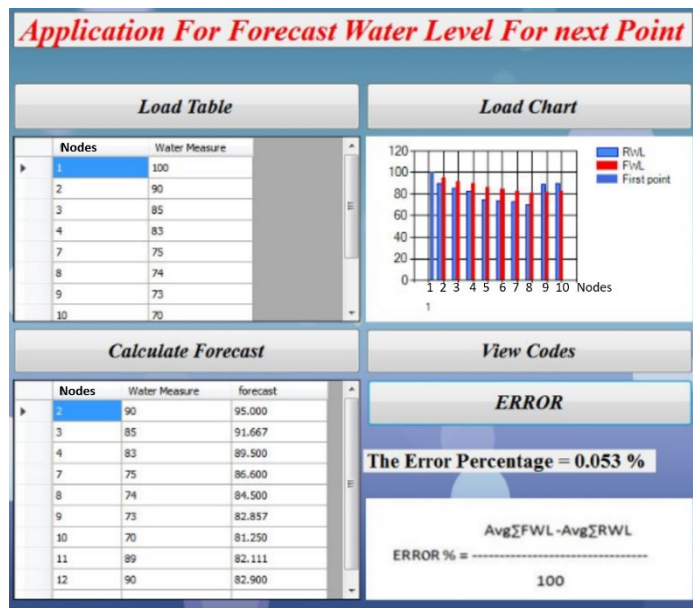 Application For Forecast Water Level For next Point
Load Table
Load Chart
Nodes Water Measure
1 100
2 90
3 85
4 83
7 75
8 74
9 73
10 70
120
100
80
60
40
20
0
1 2 3 4 5 6 7 8 9 10 Nodes
1
RWL
FWL
First point
Calculate Forecast
View Codes
Nodes Water Measure forecast
2 90 95.000
3 85 91.667
4 83 89.500
7 75 86.600
8 74 84.500
9 73 82.857
10 70 81.250
11 89 82.111
12 90 82.900
ERROR
The Error Percentage = 0.053 %
Avg∑FWL-Avg∑RWL
ERROR % = --------------------------------
100